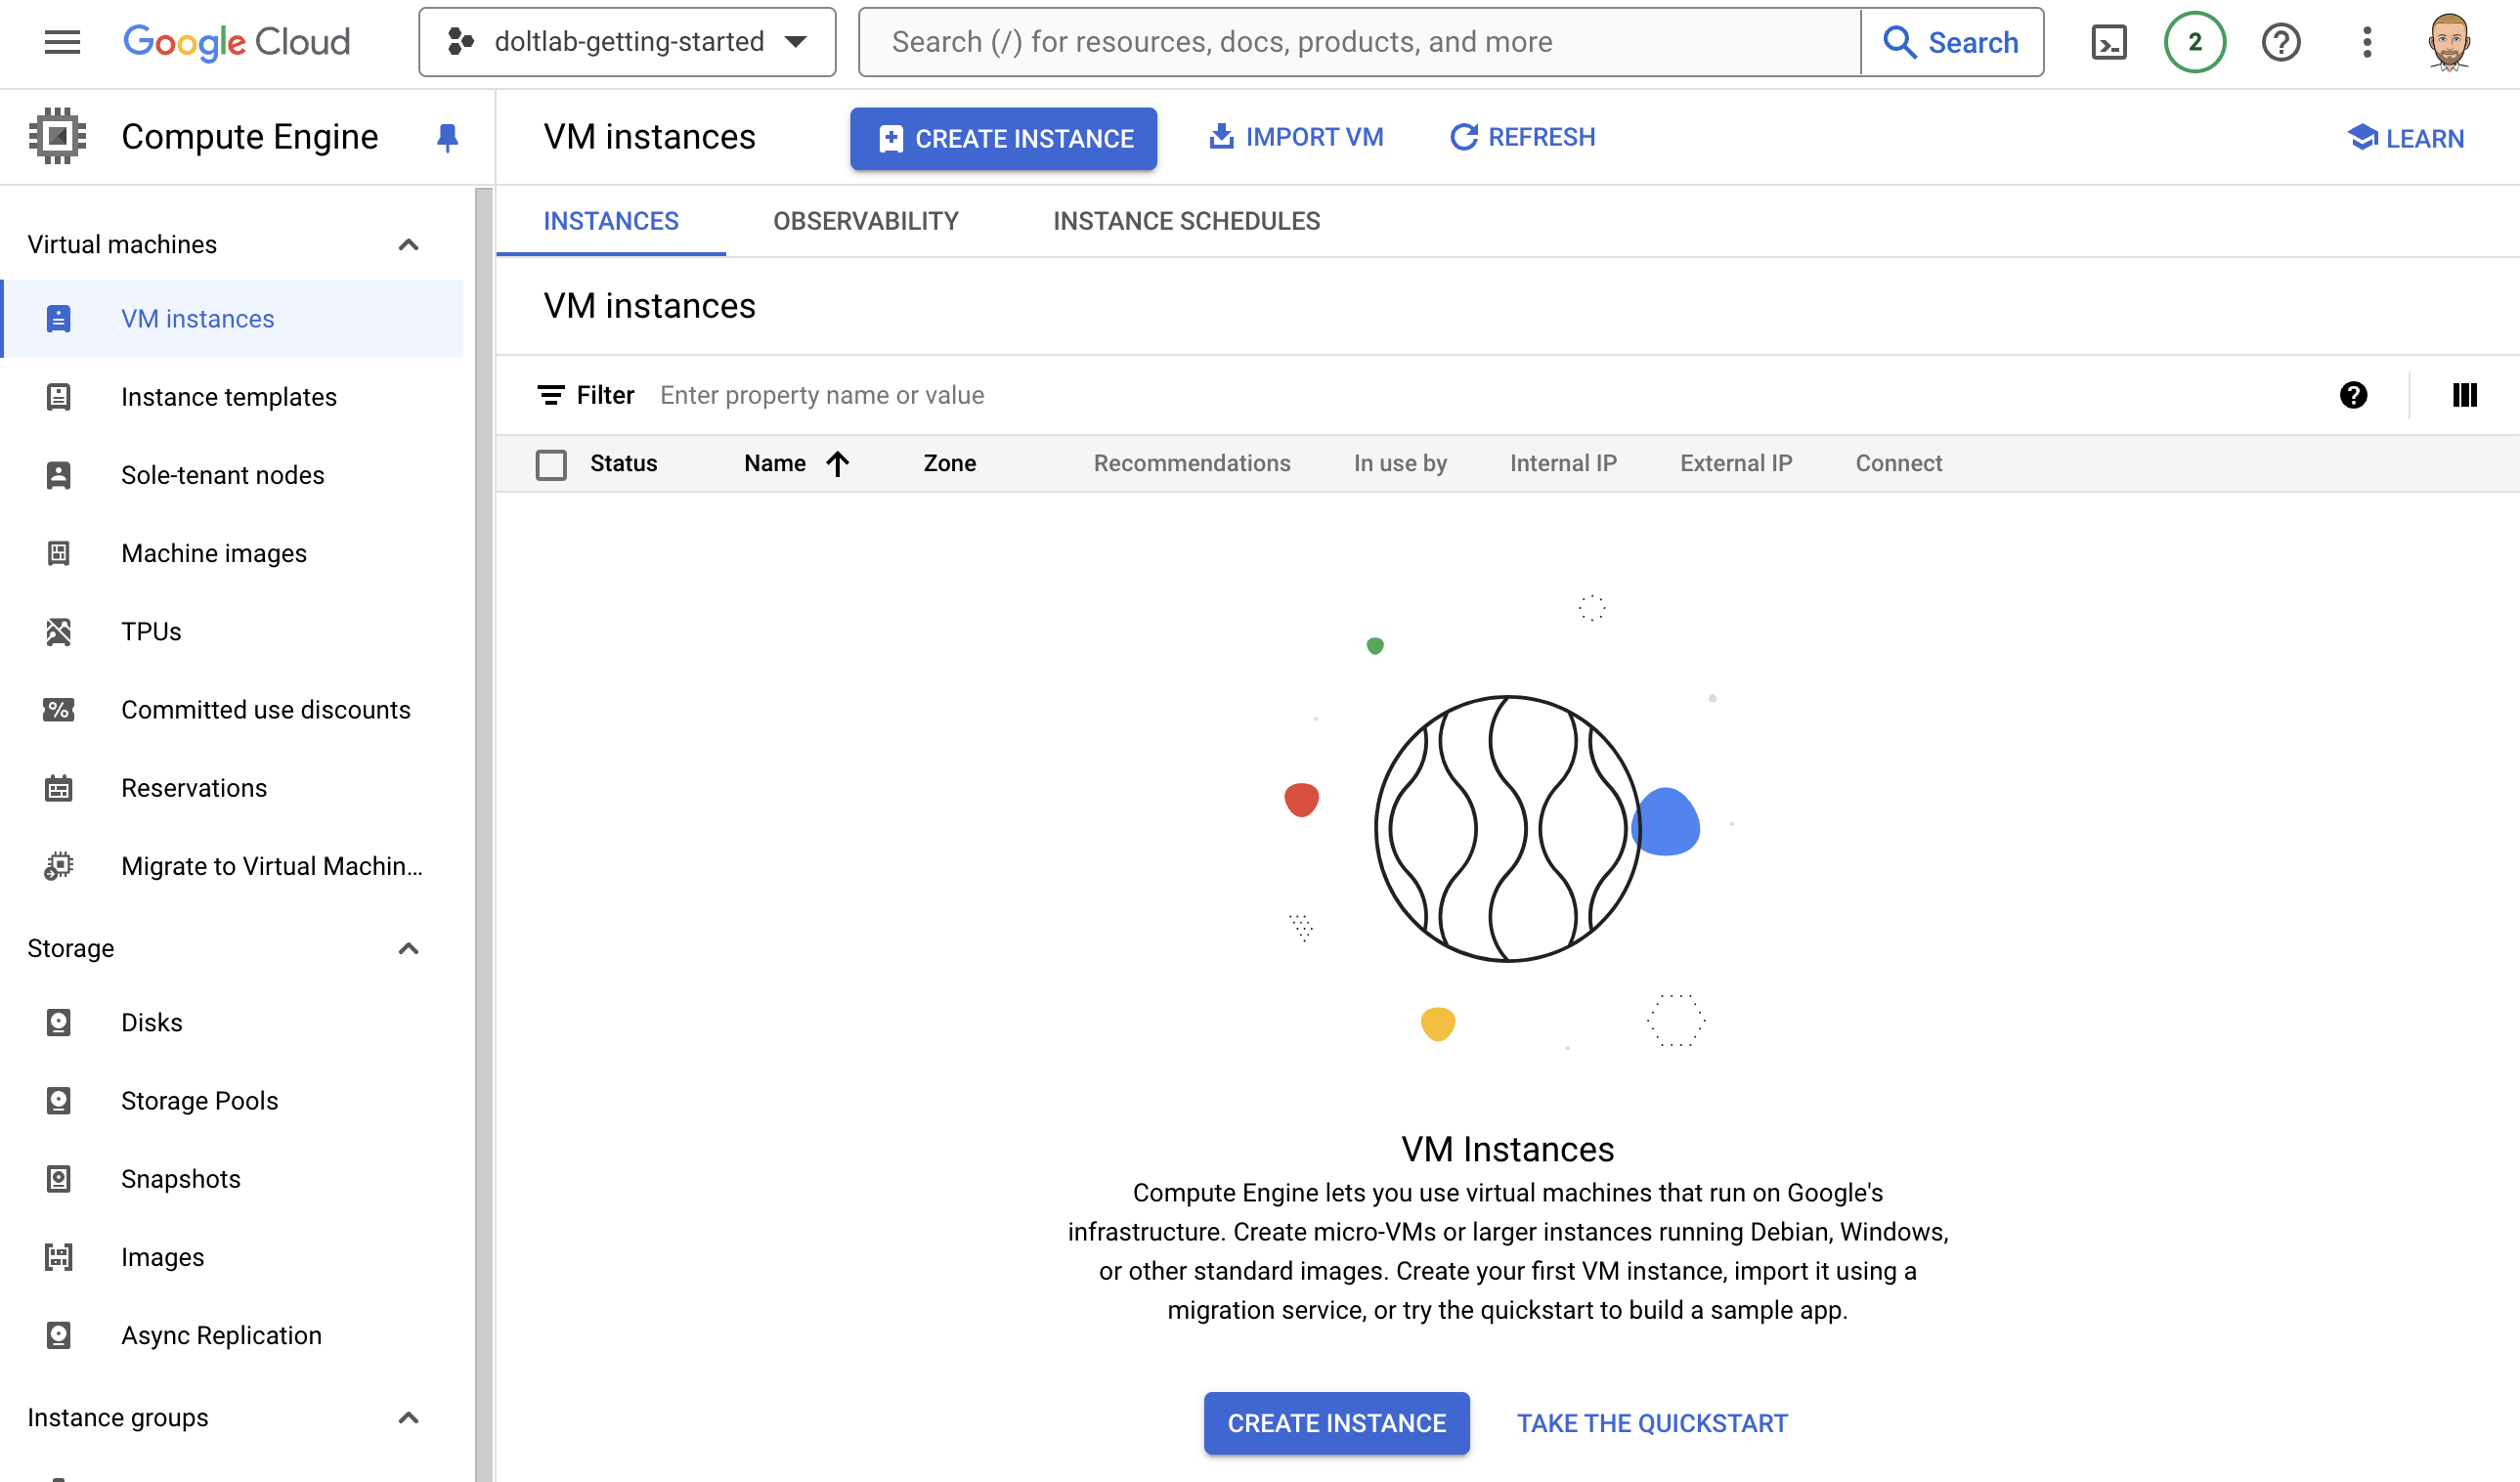 Google Cloud
doltlab-getting-started
Search (/) for resources, docs, products, and more
Search
2
Compute Engine
VM instances
CREATE INSTANCE
IMPORT VM
REFRESH
LEARN
Virtual machines
VM instances
Instance templates
Sole-tenant nodes
Machine images
TPUs
Committed use discounts
Reservations
Migrate to Virtual Machin...
Storage
Disks
Storage Pools
Snapshots
Images
Async Replication
Instance groups
INSTANCES
OBSERVABILITY
INSTANCE SCHEDULES
VM instances
Filter Enter property name or value
Status Name Zone Recommendations In use by Internal IP External IP Connect
VM Instances
Compute Engine lets you use virtual machines that run on Google's
infrastructure. Create micro-VMs or larger instances running Debian, Windows,
or other standard images. Create your first VM instance, import it using a
migration service, or try the quickstart to build a sample app.
CREATE INSTANCE
TAKE THE QUICKSTART